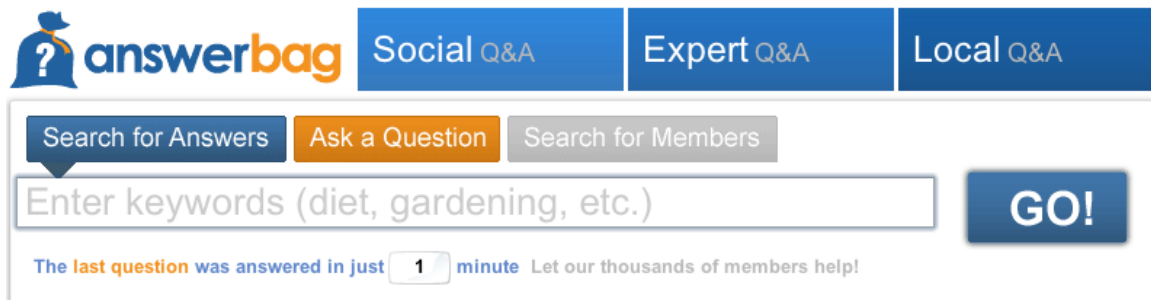 ? answerbag Social Q&A Expert Q&A Local Q&A
Search for Answers Ask a Question Search for Members
Enter keywords (diet, gardening, etc.) GO!
The last question was answered in just 1 minute Let our thousands of members help!